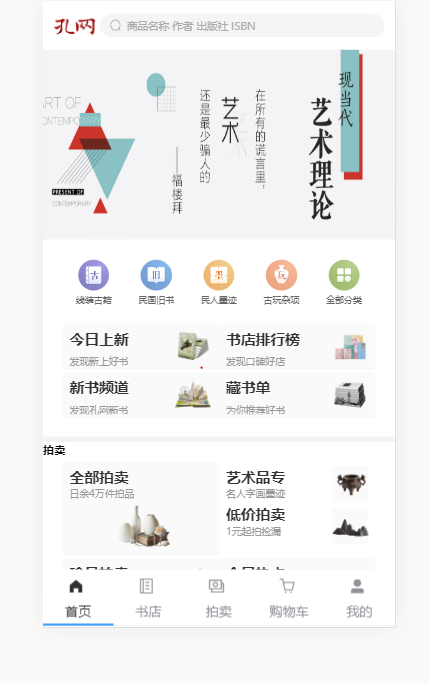 孔网
商品名称 作者 出版社 ISBN
ART OF
CONTEMPORARY
PRESENT OF
CONTEMPORARY
现当代
艺术理论
在所有的谎言里，
艺术
还是最少骗人的
——福楼拜
线装古籍 民国旧书 民人墨迹 古玩杂项 全部分类
今日上新 书店排行榜
发现新上好书 发现口碑好店
新书频道 藏书单
发现孔网新书 为你推荐好书
拍卖
全部拍卖 艺术品专
日余4万件拍品 名人字画墨迹
低价拍卖
1元起拍捡漏
首页 书店 拍卖 购物车 我的